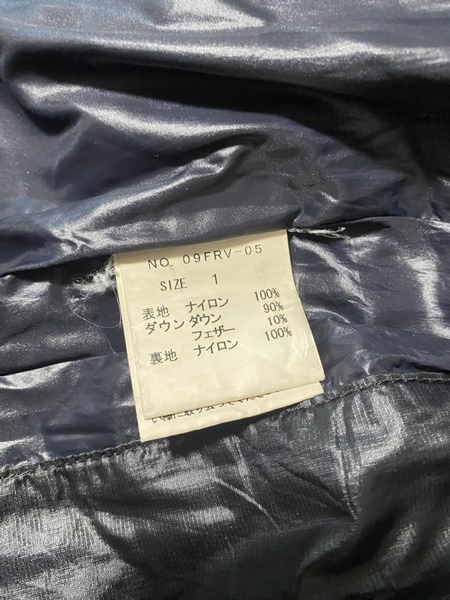 NO. 09FRV-05
SIZE 1
表地 ナイロン 100%
ダウン ダウン 90%
フェザー 10%
裏地 ナイロン 100%